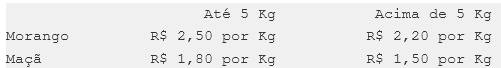 Até 5 Kg Acima de 5 Kg
Morango R$ 2,50 por Kg R$ 2,20 por Kg
Maçã R$ 1,80 por Kg R$ 1,50 por Kg